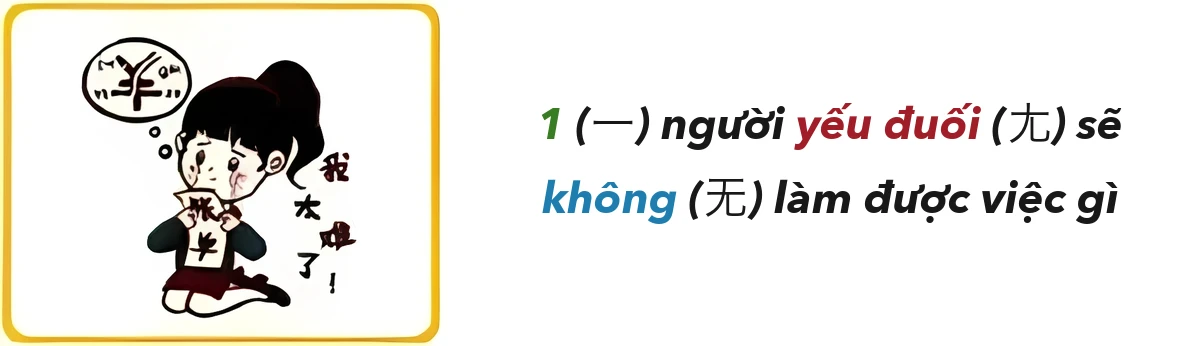 ¥
账单
我太难了!
1 (一) người yếu đuối (尢) sẽ
không (无) làm được việc gì